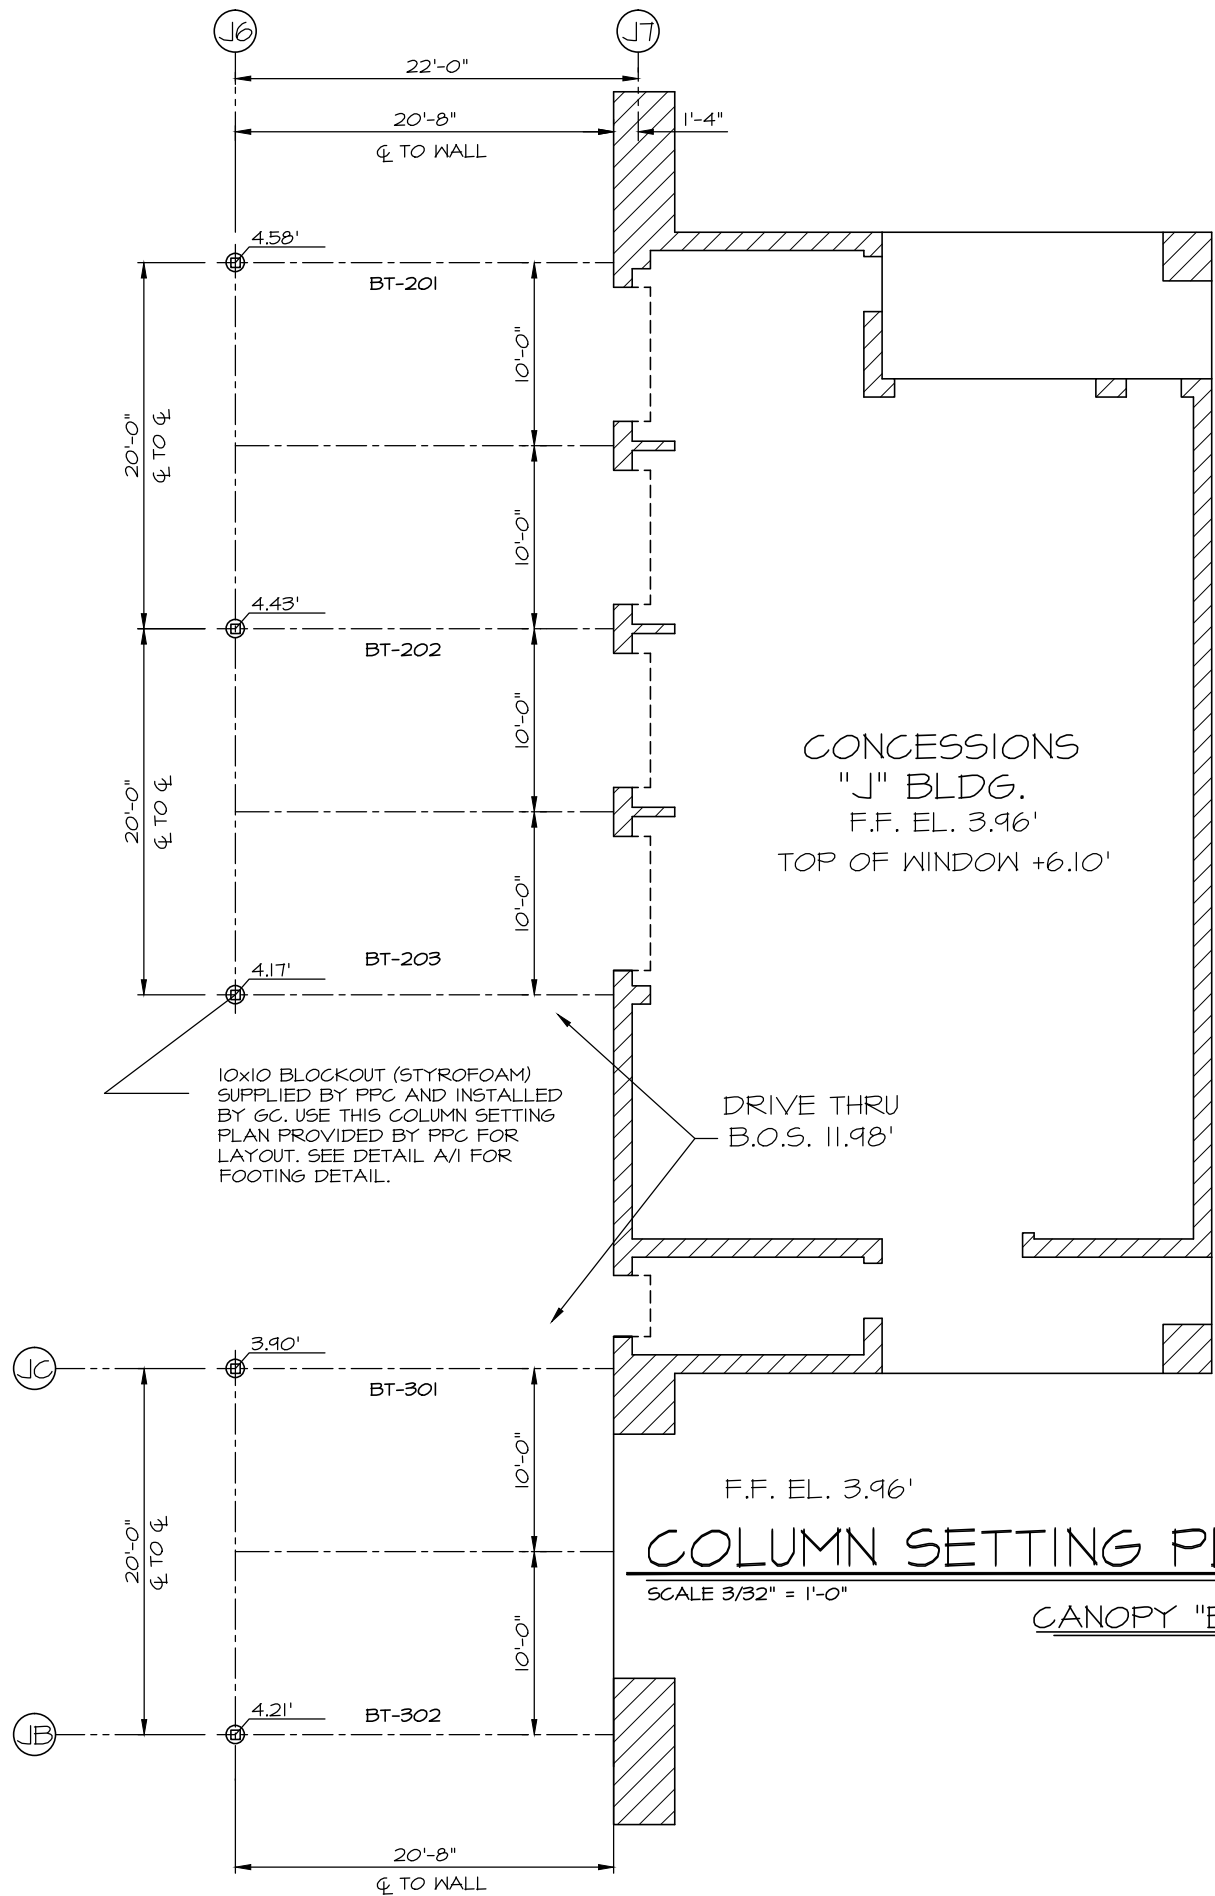 J6
J7
22'-0"
20'-8"
1'-4"
℄ TO WALL
4.58'
BT-201
10'-0"
20'-0"
℄ TO ℄
10'-0"
4.43'
BT-202
10'-0"
20'-0"
℄ TO ℄
CONCESSIONS
"J" BLDG.
F.F. EL. 3.96'
TOP OF WINDOW +6.10'
10'-0"
BT-203
4.17'
10x10 BLOCKOUT (STYROFOAM)
SUPPLIED BY PPC AND INSTALLED
BY GC. USE THIS COLUMN SETTING
PLAN PROVIDED BY PPC FOR
LAYOUT. SEE DETAIL A/1 FOR
FOOTING DETAIL.
DRIVE THRU
B.O.S. 11.98'
JC
3.90'
BT-301
10'-0"
20'-0"
℄ TO ℄
F.F. EL. 3.96'
COLUMN SETTING
SCALE 3/32" = 1'-0"
CANOPY
10'-0"
JB
4.21'
BT-302
20'-8"
℄ TO WALL